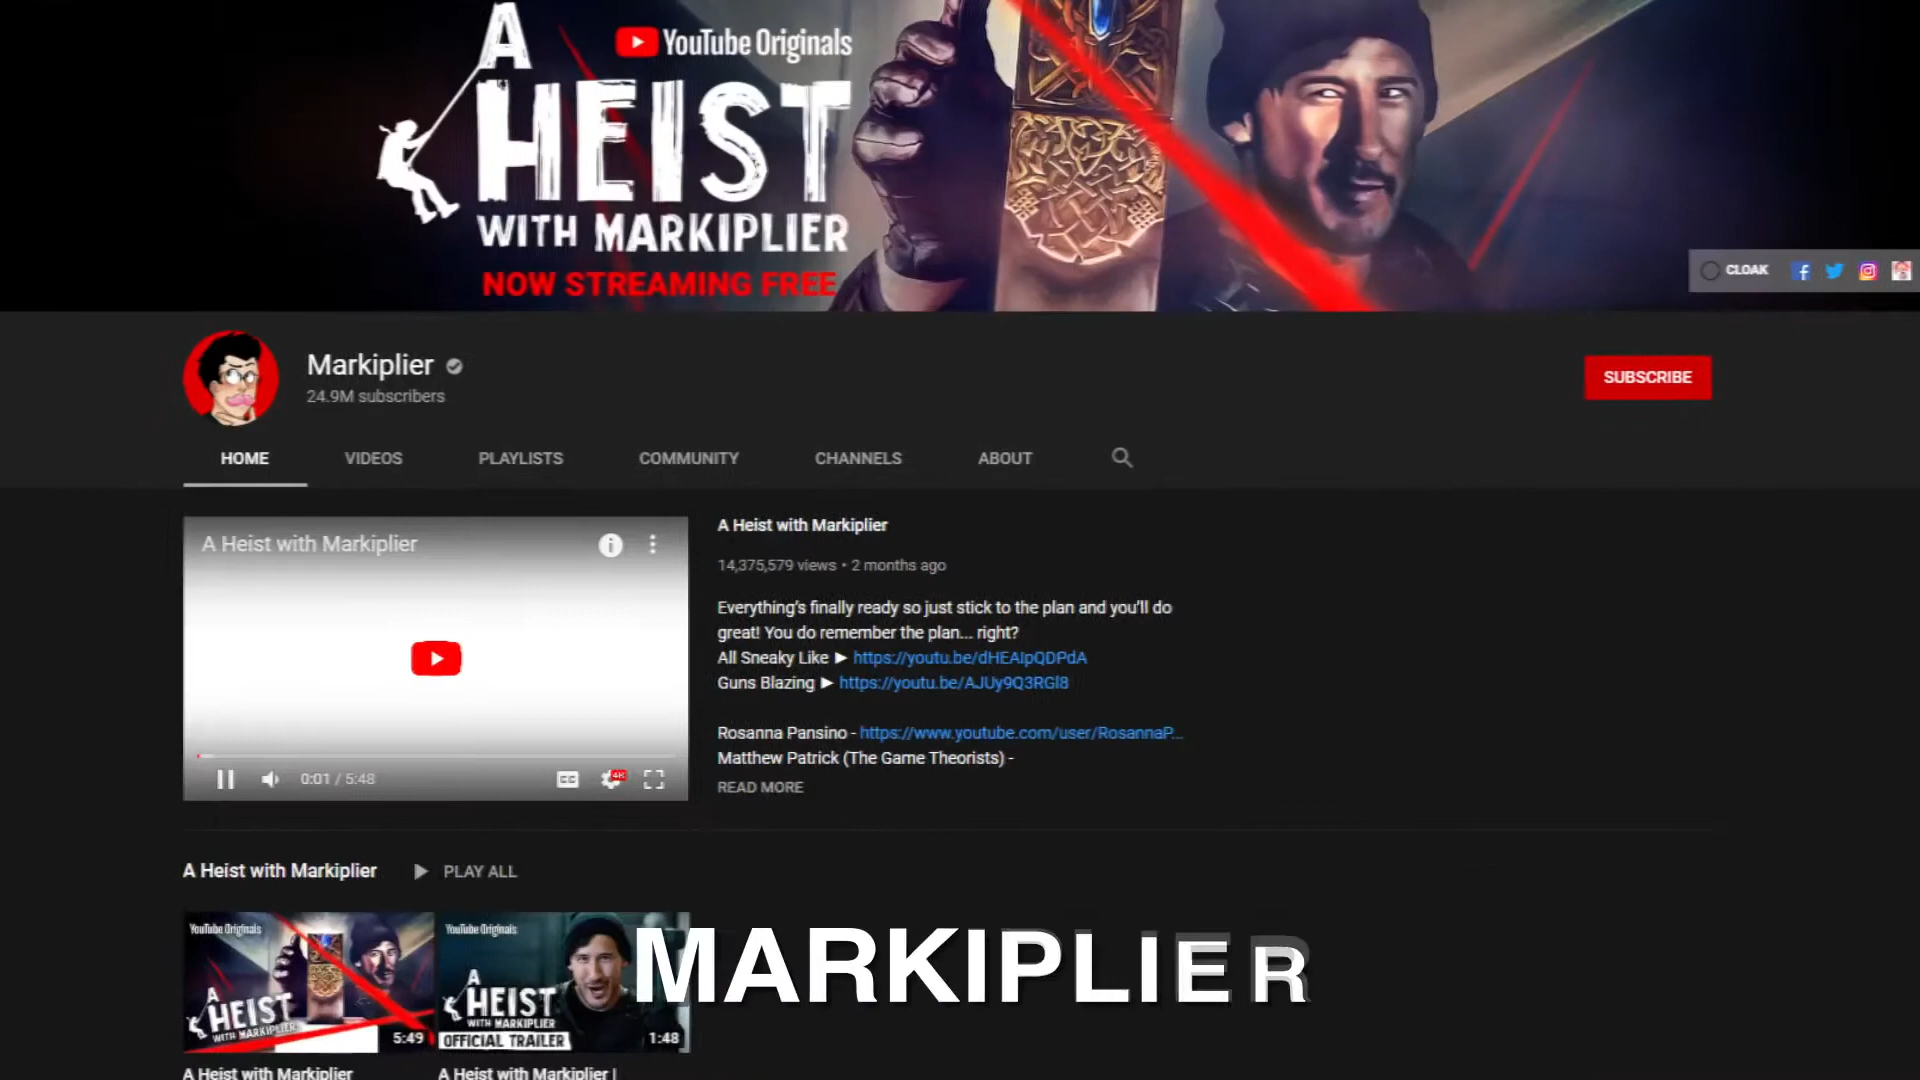 A
YouTube Originals
HEIST
WITH MARKIPLIER
NOW STREAMING FREE
CLOAK
Markiplier
24.9M subscribers
SUBSCRIBE
HOME
VIDEOS
PLAYLISTS
COMMUNITY
CHANNELS
ABOUT
A Heist with Markiplier
0:01 / 5:48
CC
4K
A Heist with Markiplier
14,375,579 views • 2 months ago
Everything's finally ready so just stick to the plan and you'll do
great! You do remember the plan... right?
All Sneaky Like ► https://youtu.be/dHEAIpQDPdA
Guns Blazing ► https://youtu.be/AJUy9Q3RGl8
Rosanna Pansino - https://www.youtube.com/user/RosannaP...
Matthew Patrick (The Game Theorists) -
READ MORE
A Heist with Markiplier
PLAY ALL
YouTube Originals
A
HEIST
WITH MARKIPLIER
5:49
YouTube Originals
A
HEIST
WITH MARKIPLIER
OFFICIAL TRAILER
1:48
MARKIPLIER
A Heist with Markiplier
A Heist with Markiplier |